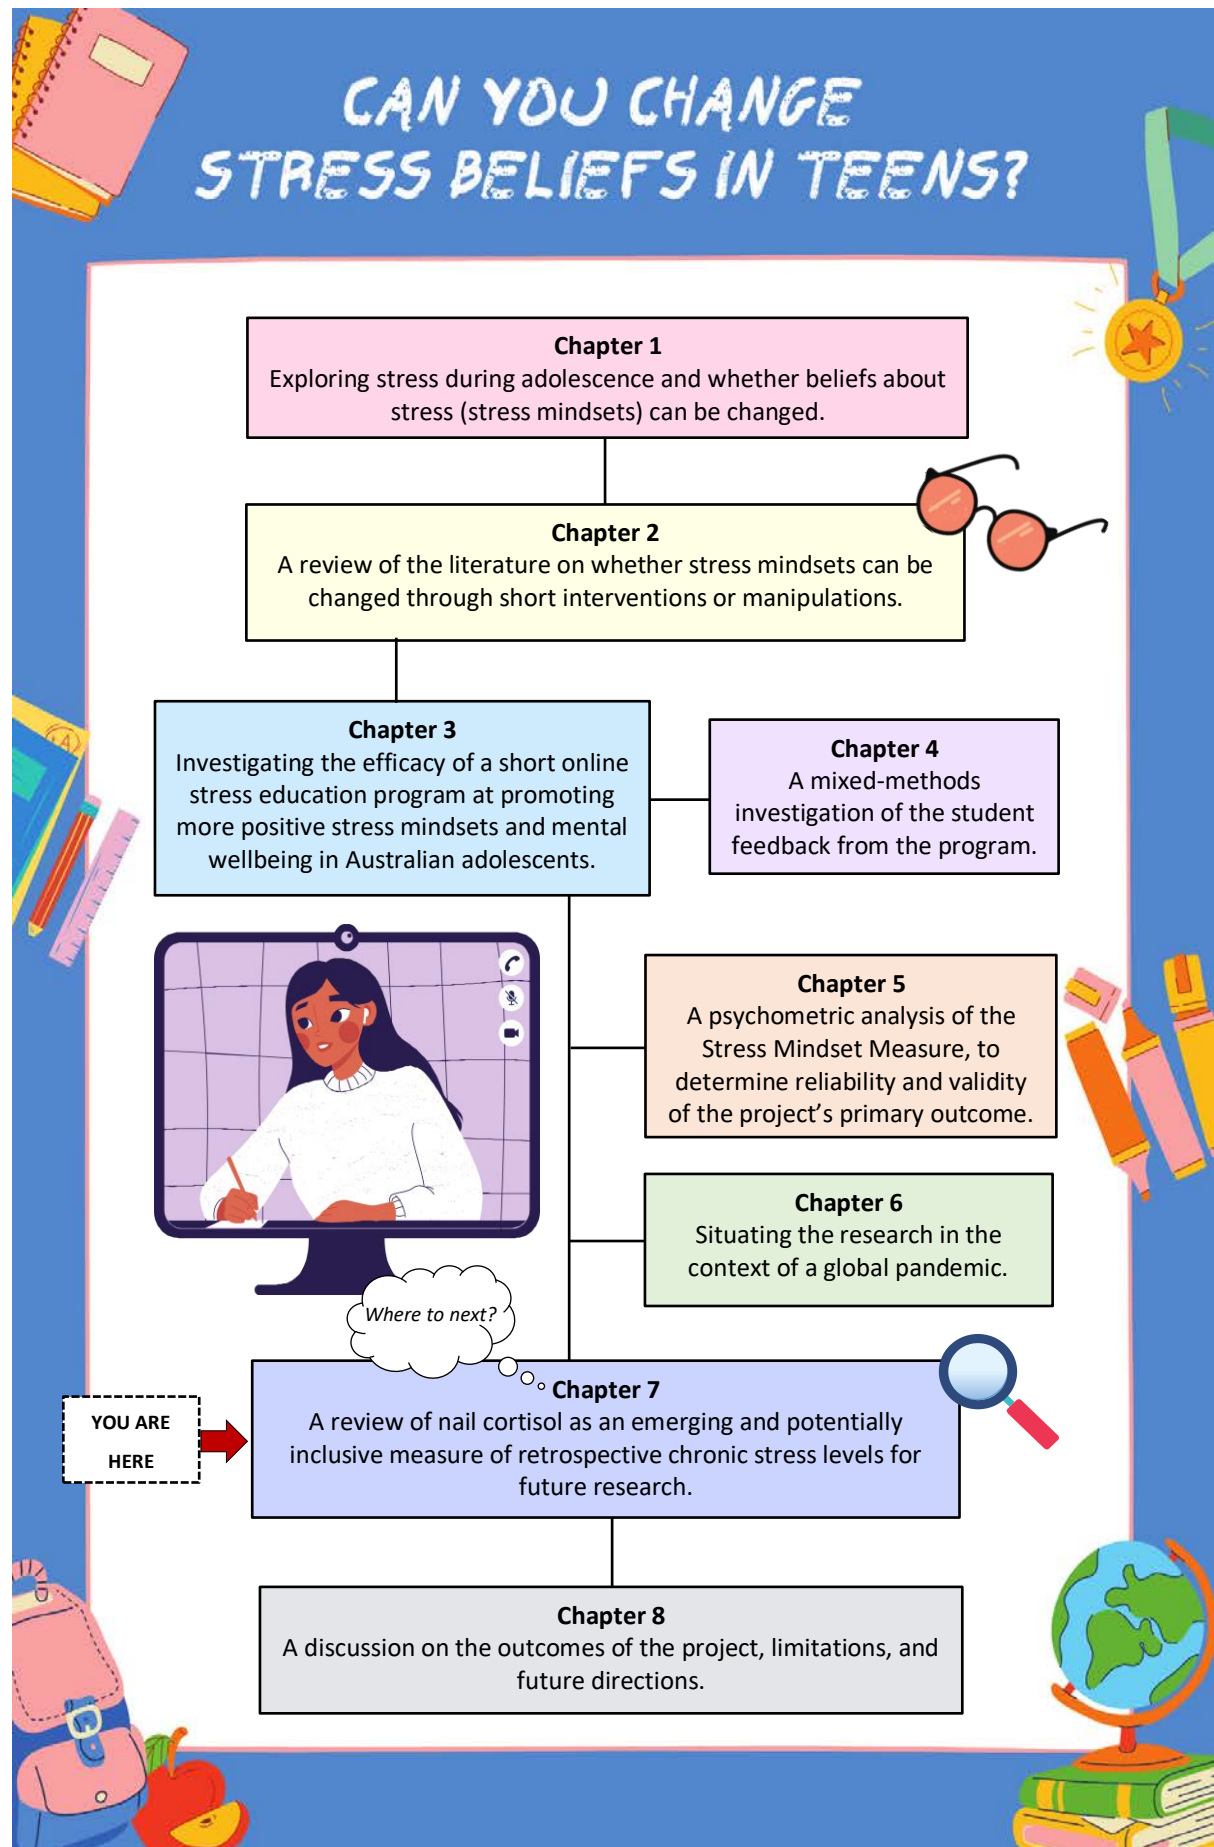 CAN YOU CHANGE
STRESS BELIEFS IN TEENS?
Chapter 1
Exploring stress during adolescence and whether beliefs about
stress (stress mindsets) can be changed.
Chapter 2
A review of the literature on whether stress mindsets can be
changed through short interventions or manipulations.
Chapter 3
Investigating the efficacy of a short online
stress education program at promoting
more positive stress mindsets and mental
wellbeing in Australian adolescents.
Chapter 4
A mixed-methods
investigation of the student
feedback from the program.
Chapter 5
A psychometric analysis of the
Stress Mindset Measure, to
determine reliability and validity
of the project's primary outcome.
Chapter 6
Situating the research in the
context of a global pandemic.
Where to next?
YOU ARE
HERE
Chapter 7
A review of nail cortisol as an emerging and potentially
inclusive measure of retrospective chronic stress levels for
future research.
Chapter 8
A discussion on the outcomes of the project, limitations, and
future directions.